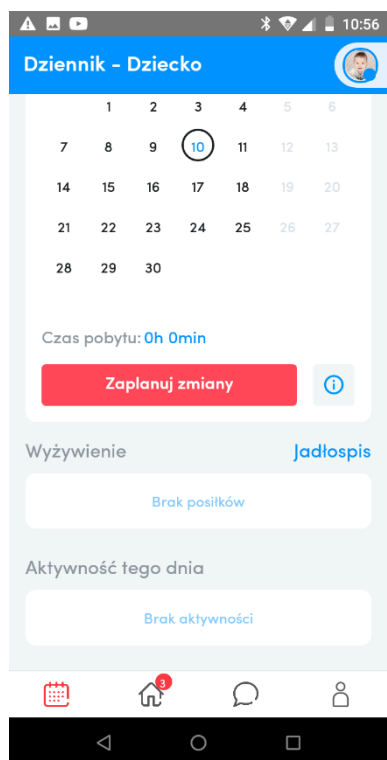 10:56
Dziennik - Dziecko
1 2 3 4 5 6
7 8 9 10 11 12 13
14 15 16 17 18 19 20
21 22 23 24 25 26 27
28 29 30
Czas pobytu: 0h 0min
Zaplanuj zmiany
Wyżywienie Jadłospis
Brak posiłków
Aktywność tego dnia
Brak aktywności
3